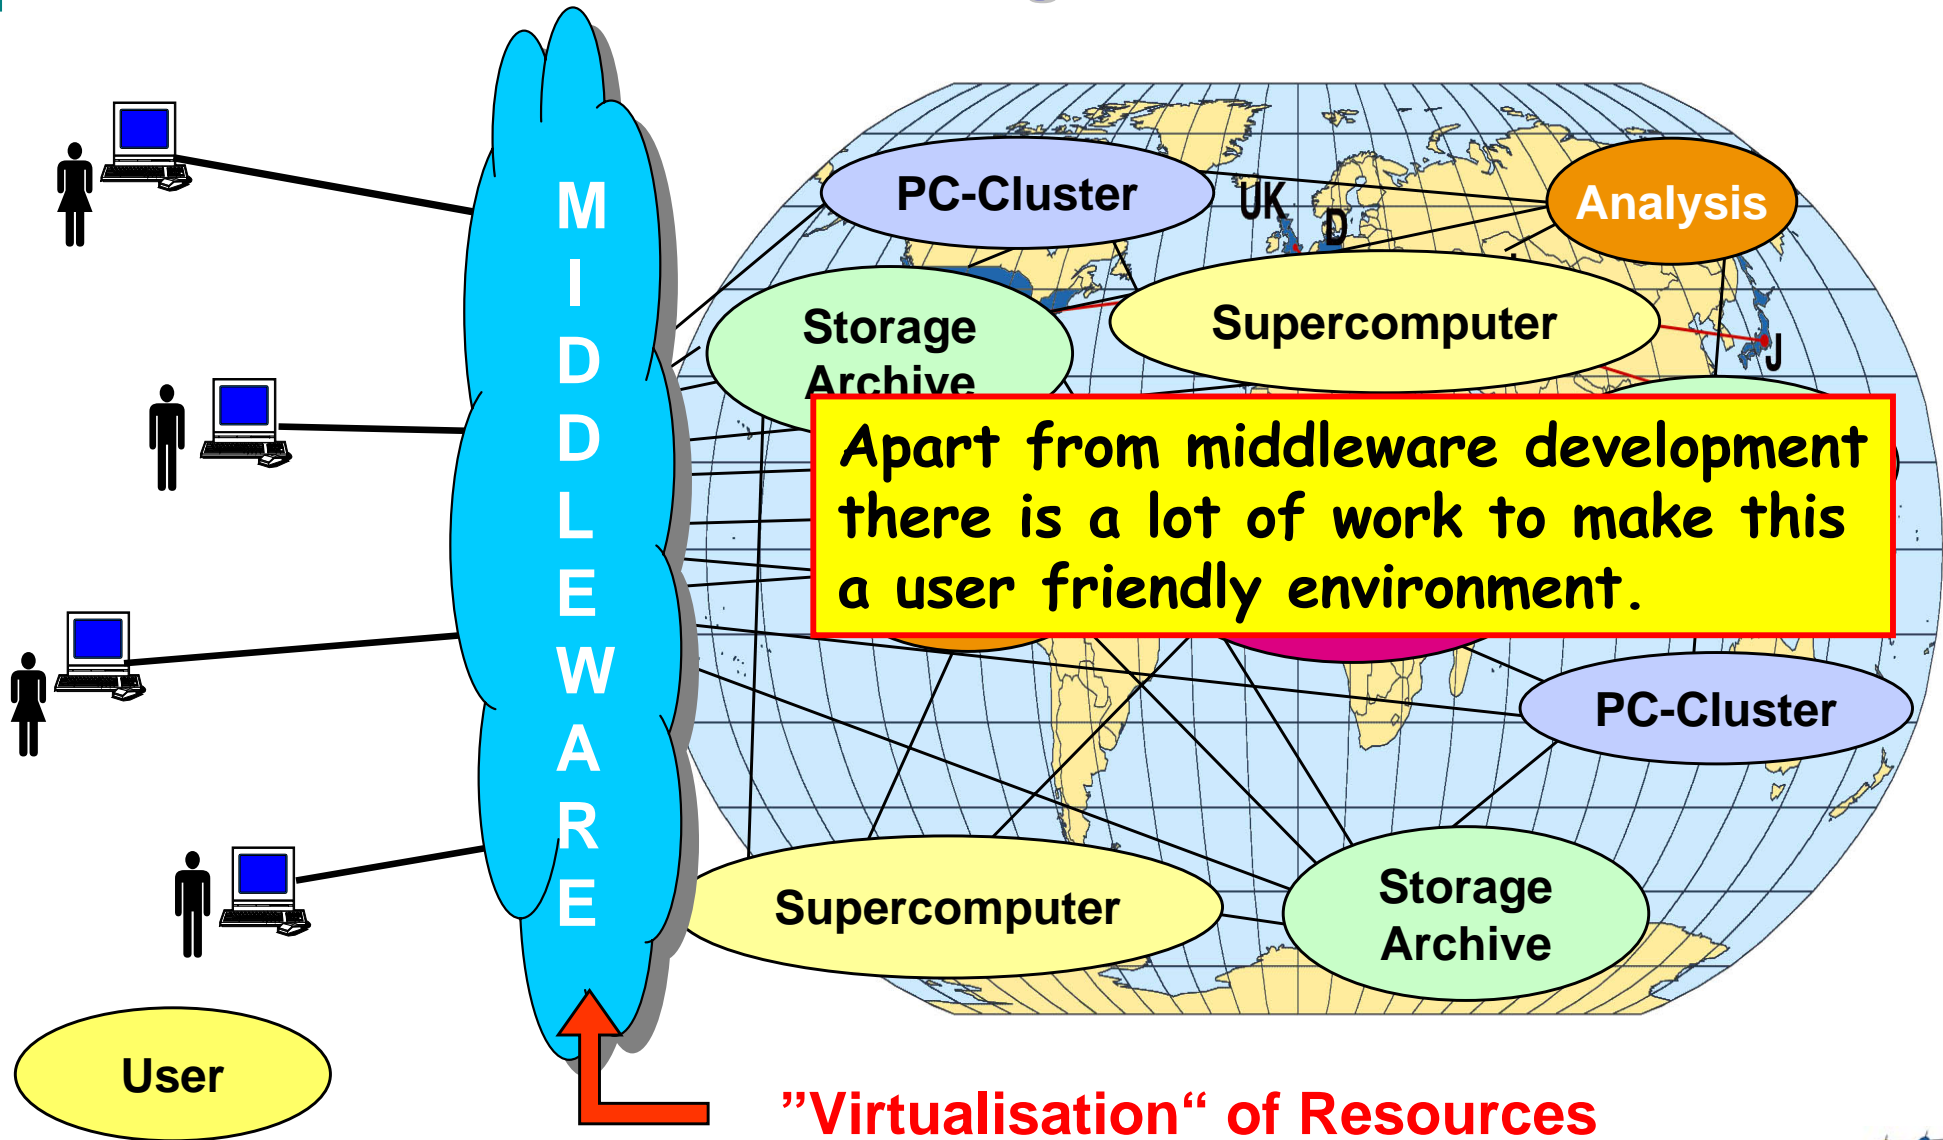 MIDDLEWARE
PC-Cluster
Analysis
UK
D
Storage
Archive
Supercomputer
J
Apart from middleware development
there is a lot of work to make this
a user friendly environment.
PC-Cluster
Supercomputer
Storage
Archive
User
”Virtualisation“ of Resources